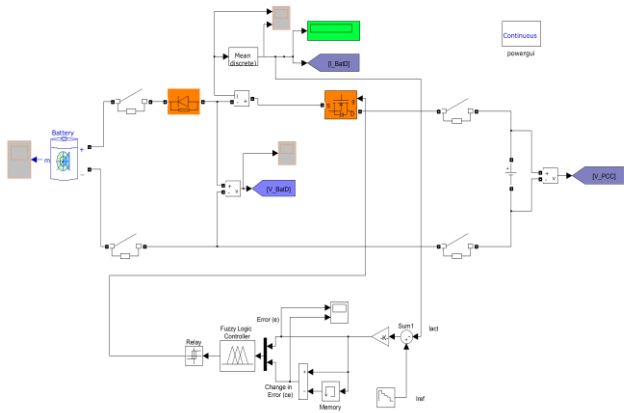 Continuous
powergui
Mean
(discrete)
[I_BatD]
Battery
m
+
−
i
+
-
g
D
S
[V_BatD]
+
-
v
+
+
-
v
[V_PCC]
Error (e)
Sum1
Iact
Fuzzy Logic
Controller
Relay
-K-
Change in
Error (ce)
Memory
Iref